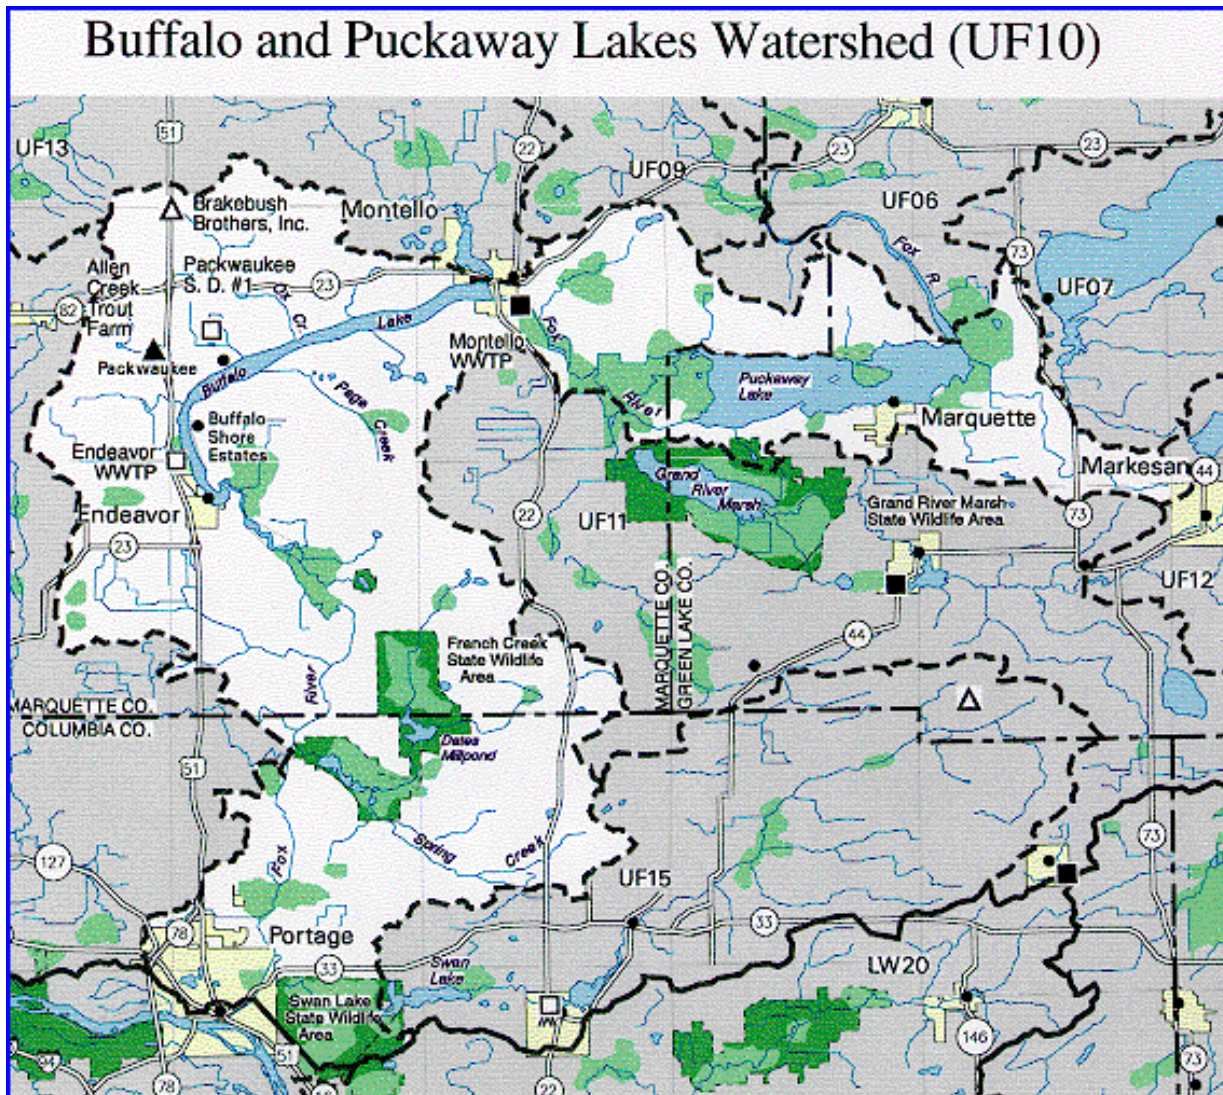 Buffalo and Puckaway Lakes Watershed (UF10)
51
UF13
22
UF09
23
23
UF06
Brakebush
Brothers, Inc.
Montello
Fox
R.
73
UF07
Allen
Creek
Trout
Farm
Packwaukee
S. D. #1
23
Ox
Cr
82
Lake
Montello
WWTP
Fox
River
Packwaukee
Buffalo
Page
Creek
Puckaway
Lake
Marquette
Buffalo
Shore
Estates
Endeavor
WWTP
Markesan
44
Grand
River
Marsh
Grand River Marsh
State Wildlife
Area
Endeavor
22
UF11
73
23
UF12
MARQUETTE CO.
GREEN LAKE CO.
44
French Creek
State Wildlife
Area
River
MARQUETTE CO.
COLUMBIA CO.
Dates
Millpond
51
Spring
Creek
73
127
Fox
UF15
78
Portage
33
33
Swan
Lake
LW20
Swan Lake
State Wildlife
Area
146
51
94
78
22
73